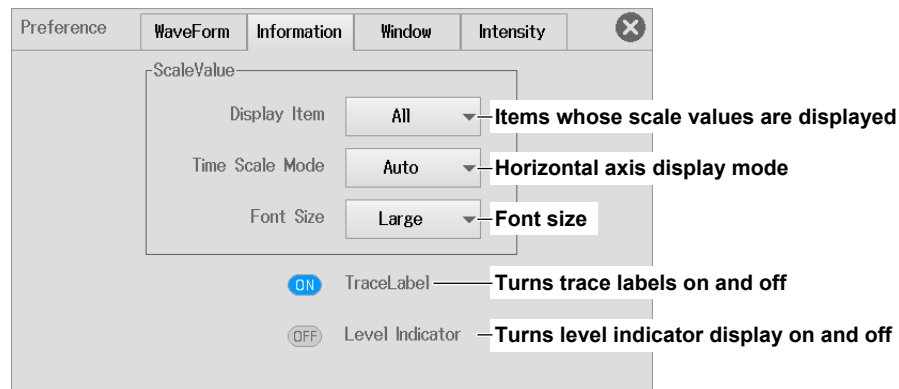 Preference WaveForm Information Window Intensity
ScaleValue
Display Item All Items whose scale values are displayed
Time Scale Mode Auto Horizontal axis display mode
Font Size Large Font size
ON TraceLabel Turns trace labels on and off
OFF Level Indicator Turns level indicator display on and off